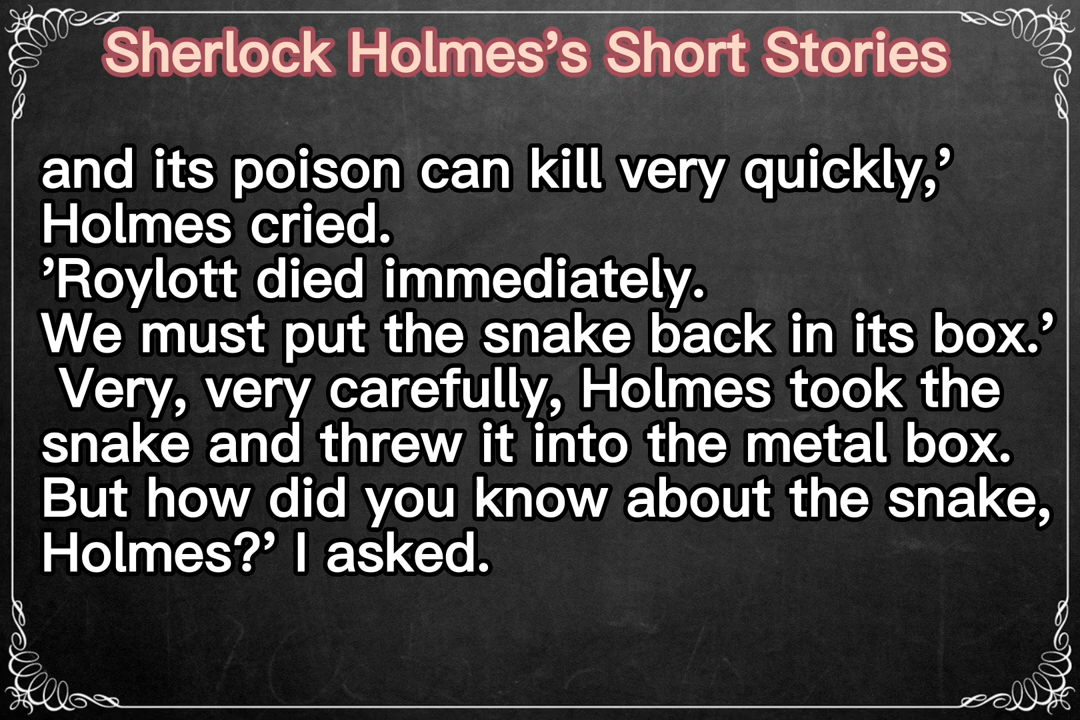 Sherlock Holmes’s Short Stories
and its poison can kill very quickly,’
Holmes cried.
’Roylott died immediately.
We must put the snake back in its box.’
Very, very carefully, Holmes took the
snake and threw it into the metal box.
But how did you know about the snake,
Holmes?’ I asked.